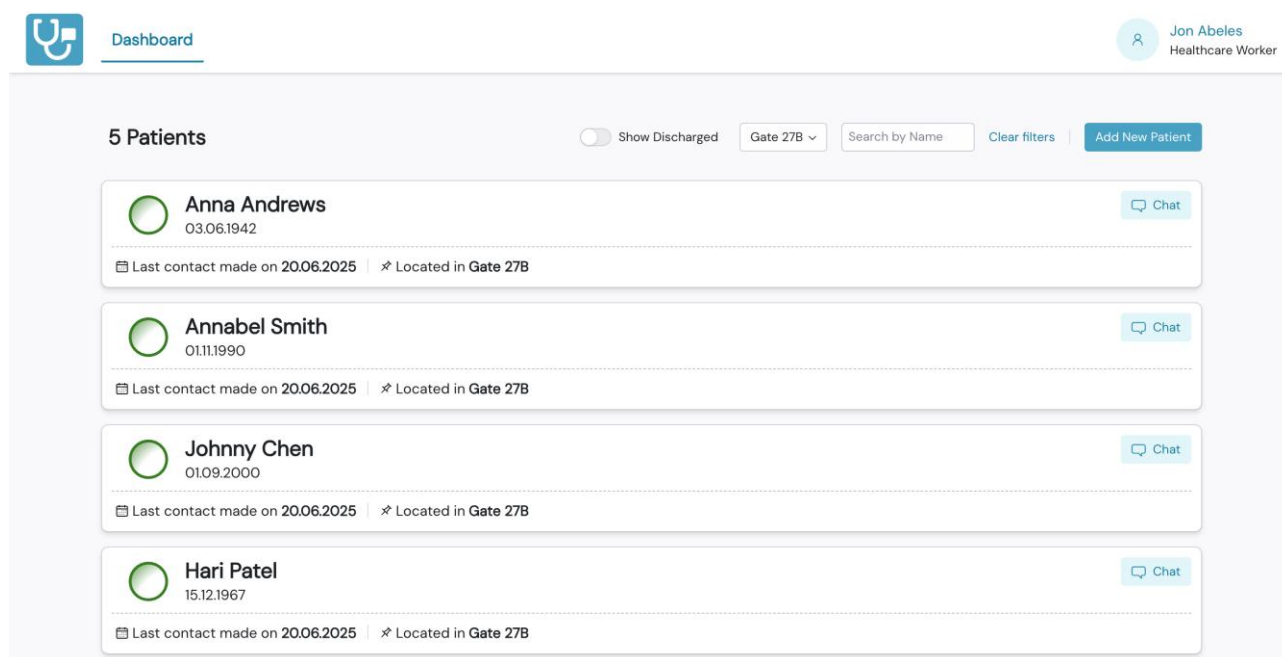 Dashboard
Jon Abeles
Healthcare Worker
5 Patients
Show Discharged
Gate 27B
Search by Name
Clear filters
Add New Patient
Anna Andrews
Chat
03.06.1942
Last contact made on 20.06.2025
Located in Gate 27B
Annabel Smith
Chat
01.11.1990
Last contact made on 20.06.2025
Located in Gate 27B
Johnny Chen
Chat
01.09.2000
Last contact made on 20.06.2025
Located in Gate 27B
Hari Patel
Chat
15.12.1967
Last contact made on 20.06.2025
Located in Gate 27B